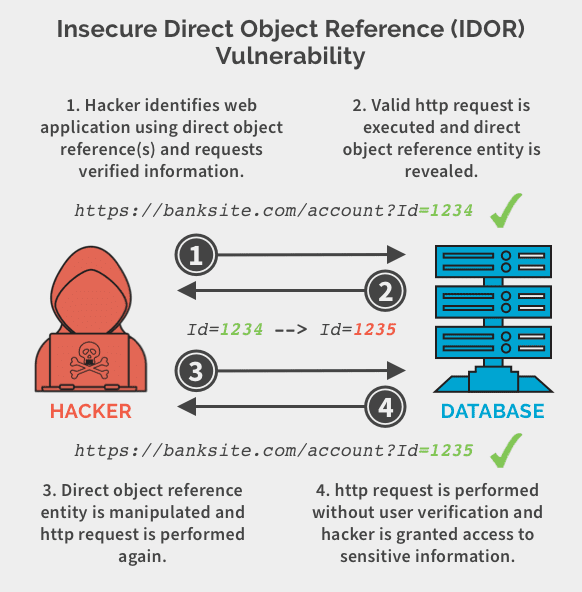 Insecure Direct Object Reference (IDOR)
Vulnerability
1. Hacker identifies web
application using direct object
reference(s) and requests
verified information.
2. Valid http request is
executed and direct
object reference entity is
revealed.
https://banksite.com/account?Id=1234
1
2
Id=1234 --> Id=1235
3
4
HACKER
DATABASE
https://banksite.com/account?Id=1235
3. Direct object reference
entity is manipulated and
http request is performed
again.
4. http request is performed
without user verification and
hacker is granted access to
sensitive information.